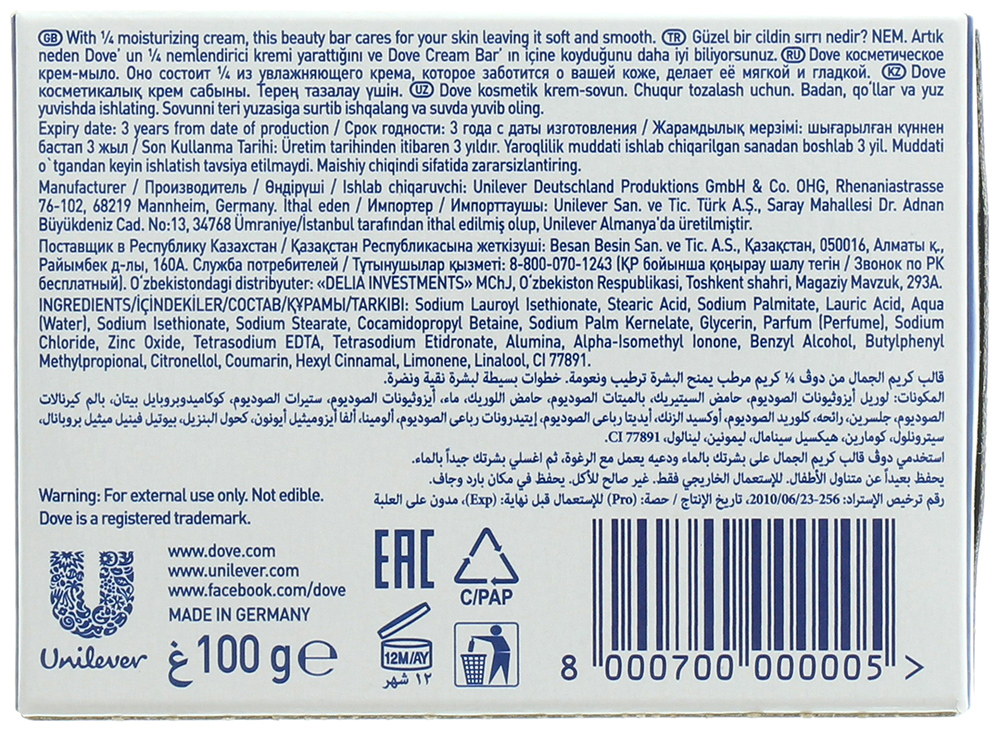 GB With ¼ moisturizing cream, this beauty bar cares for your skin leaving it soft and smooth. TR Güzel bir cildin sırrı nedir? NEM. Artık
neden Dove' un ¼ nemlendirici kremi yarattığını ve Dove Cream Bar' ın içine koyduğunu daha iyi biliyorsunuz. RU Dove косметическое
крем-мыло. Оно состоит ¼ из увлажняющего крема, которое заботится о вашей коже, делает её мягкой и гладкой. KZ Dove
косметикалық крем сабыны. Терең тазалау үшін. UZ Dove kosmetik krem-sovun. Chuqur tozalash uchun. Badan, qo'llar va yuz
yuvishda ishlating. Sovunni teri yuzasiga surtib ishqalang va suvda yuvib oling.
Expiry date: 3 years from date of production / Срок годности: 3 года с даты изготовления / Жарамдылық мерзімі: шығарылған күннен
бастап 3 жыл / Son Kullanma Tarihi: Üretim tarihinden itibaren 3 yıldır. Yaroqlilik muddati ishlab chiqarilgan sanadan boshlab 3 yil. Muddati
o`tgandan keyin ishlatish tavsiya etilmaydi. Maishiy chiqindi sifatida zararsizlantiring.
Manufacturer / Производитель / Өндіруші / Ishlab chiqaruvchi: Unilever Deutschland Produktions GmbH & Co. OHG, Rhenaniastrasse
76-102, 68219 Mannheim, Germany. İthal eden / Импортер / Импорттаушы: Unilever San. ve Tic. Türk A.Ş., Saray Mahallesi Dr. Adnan
Büyükdeniz Cad. No:13, 34768 Ümraniye/İstanbul tarafından ithal edilmiş olup, Unilever Almanya'da üretilmiştir.
Поставщик в Республику Казахстан / Қазақстан Республикасына жеткізуші: Besan Besin San. ve Tic. A.S., Қазақстан, 050016, Алматы қ.,
Райымбек д-лы, 160А. Служба потребителей / Тұтынушылар қызметі: 8-800-070-1243 (ҚР бойынша қоңырау шалу тегін / Звонок по РК
бесплатный). O'zbekistondagi distribyuter: «DELIA INVESTMENTS» MChJ, O'zbekiston Respublikasi, Toshkent shahri, Magaziy Mavzuk, 293A.
INGREDIENTS/İÇİNDEKİLER/СОСТАВ/ҚҰРАМЫ/TARKIBI: Sodium Lauroyl Isethionate, Stearic Acid, Sodium Palmitate, Lauric Acid, Aqua
(Water), Sodium Isethionate, Sodium Stearate, Cocamidopropyl Betaine, Sodium Palm Kernelate, Glycerin, Parfum (Perfume), Sodium
Chloride, Zinc Oxide, Tetrasodium EDTA, Tetrasodium Etidronate, Alumina, Alpha-Isomethyl Ionone, Benzyl Alcohol, Butylphenyl
Methylpropional, Citronellol, Coumarin, Hexyl Cinnamal, Limonene, Linalool, CI 77891.
قالب كريم الجمال من دوڤ ¼ كريم مرطب يمنح البشرة ترطيب ونعومة. خطوات بسيطة لبشرة نقية ونضرة.
المكونات: لوريل أيزوثيونات الصوديوم، حامض الستيريك، بالميتات الصوديوم، حامض اللوريك، ماء، أيزوثيونات الصوديوم، ستيرات الصوديوم، كوكاميدوبروبايل بيتان، بالم كيرنالات
الصوديوم، جلسرين، رائحه، كلوريد الصوديوم، أوكسيد الزنك، أيديتا رباعى الصوديوم، إيتيدرونات رباعى الصوديوم، ألومينا، ألفا أيزوميثيل أيونون، كحول البنزيل، بيوتيل فينيل ميثيل بروبانال،
سيترونلول، كومارين، هيكسيل سينامال، ليمونين، لينالول، CI 77891.
استخدمي دوڤ قالب كريم الجمال على بشرتك بالماء ودعيه يعمل مع الرغوة، ثم اغسلي بشرتك جيداً بالماء.
يحفظ بعيداً عن متناول الأطفال. للإستعمال الخارجي فقط. غير صالح للأكل. يحفظ في مكان بارد وجاف.
رقم ترخيص الإستراد: 256-2010/06/23، تاريخ الإنتاج / حصة: (Pro) للإستعمال قبل نهاية: (Exp)، مدون على العلبة
Warning: For external use only. Not edible.
Dove is a registered trademark.
www.dove.com
www.unilever.com
www.facebook.com/dove
MADE IN GERMANY
Unilever
غ 100 g e
EAC
C/PAP
12M/AY
١٢ شهر
8 000700 000005 >